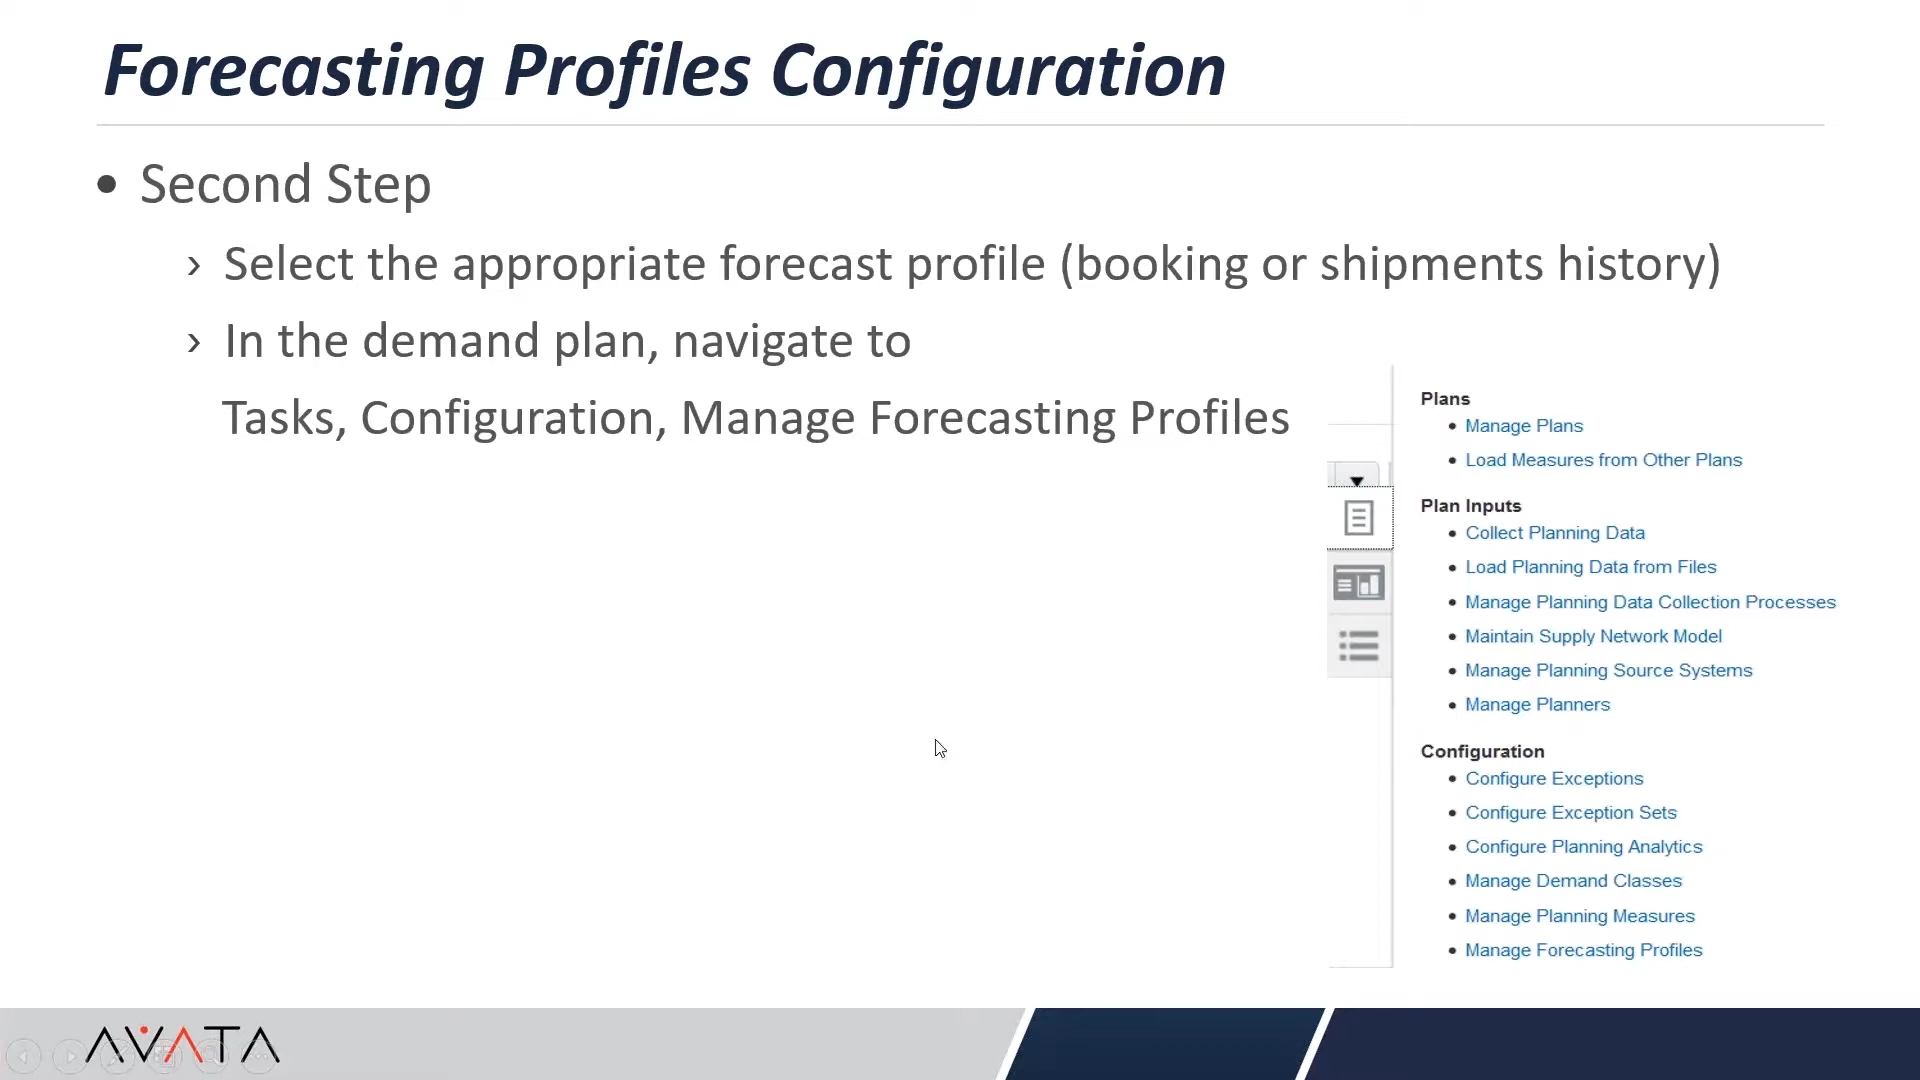 Forecasting Profiles Configuration
• Second Step
› Select the appropriate forecast profile (booking or shipments history)
› In the demand plan, navigate to
Tasks, Configuration, Manage Forecasting Profiles
Plans
• Manage Plans
• Load Measures from Other Plans
Plan Inputs
• Collect Planning Data
• Load Planning Data from Files
• Manage Planning Data Collection Processes
• Maintain Supply Network Model
• Manage Planning Source Systems
• Manage Planners
Configuration
• Configure Exceptions
• Configure Exception Sets
• Configure Planning Analytics
• Manage Demand Classes
• Manage Planning Measures
• Manage Forecasting Profiles
AVATA